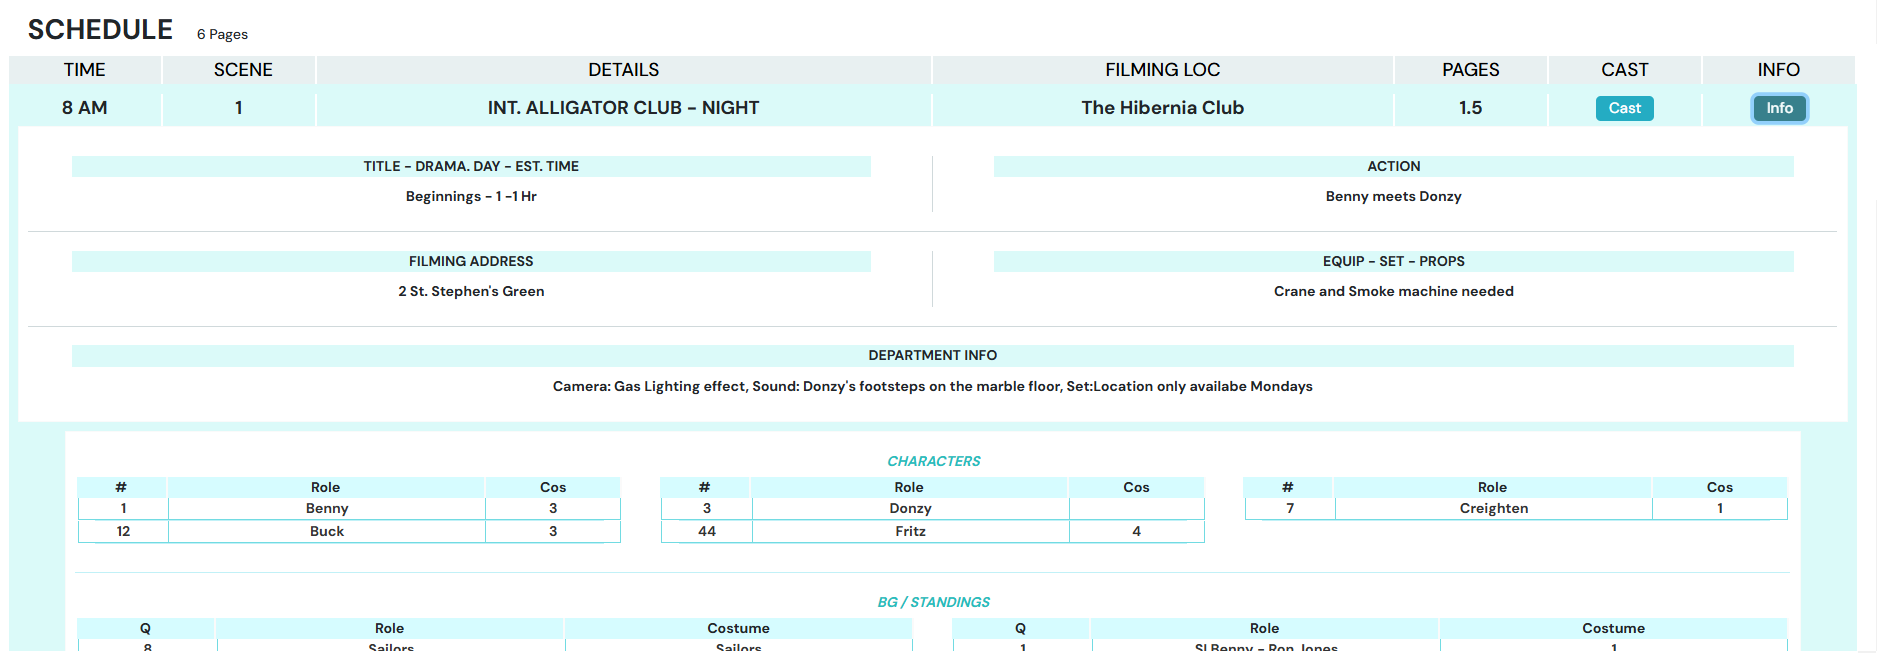 SCHEDULE 6 Pages
TIME SCENE DETAILS FILMING LOC PAGES CAST INFO
8 AM 1 INT. ALLIGATOR CLUB - NIGHT The Hibernia Club 1.5 Cast Info
TITLE - DRAMA. DAY - EST. TIME ACTION
Beginnings - 1 -1 Hr Benny meets Donzy
FILMING ADDRESS EQUIP - SET - PROPS
2 St. Stephen's Green Crane and Smoke machine needed
DEPARTMENT INFO
Camera: Gas Lighting effect, Sound: Donzy's footsteps on the marble floor, Set:Location only availabe Mondays
CHARACTERS
# Role Cos # Role Cos # Role Cos
1 Benny 3 3 Donzy 7 Creighten 1
12 Buck 3 44 Fritz 4
BG / STANDINGS
Q Role Costume Q Role Costume
8 Sailors Sailors 1 SI Benny - Ron Jones 1